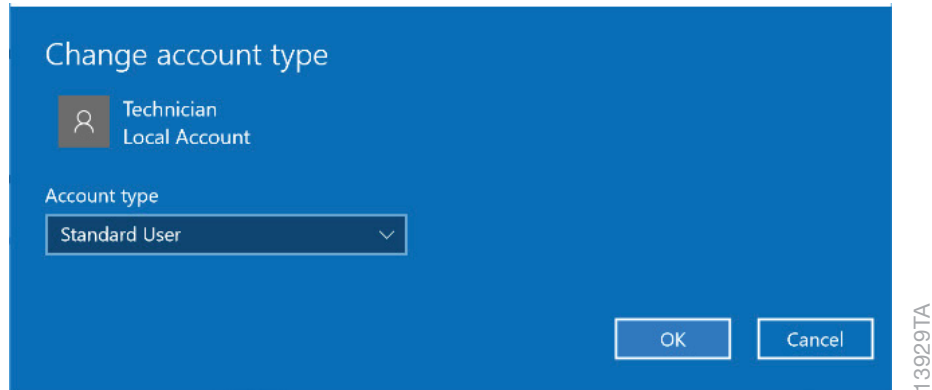 Change account type
Technician
Local Account
Account type
Standard User
OK
Cancel
13929TA